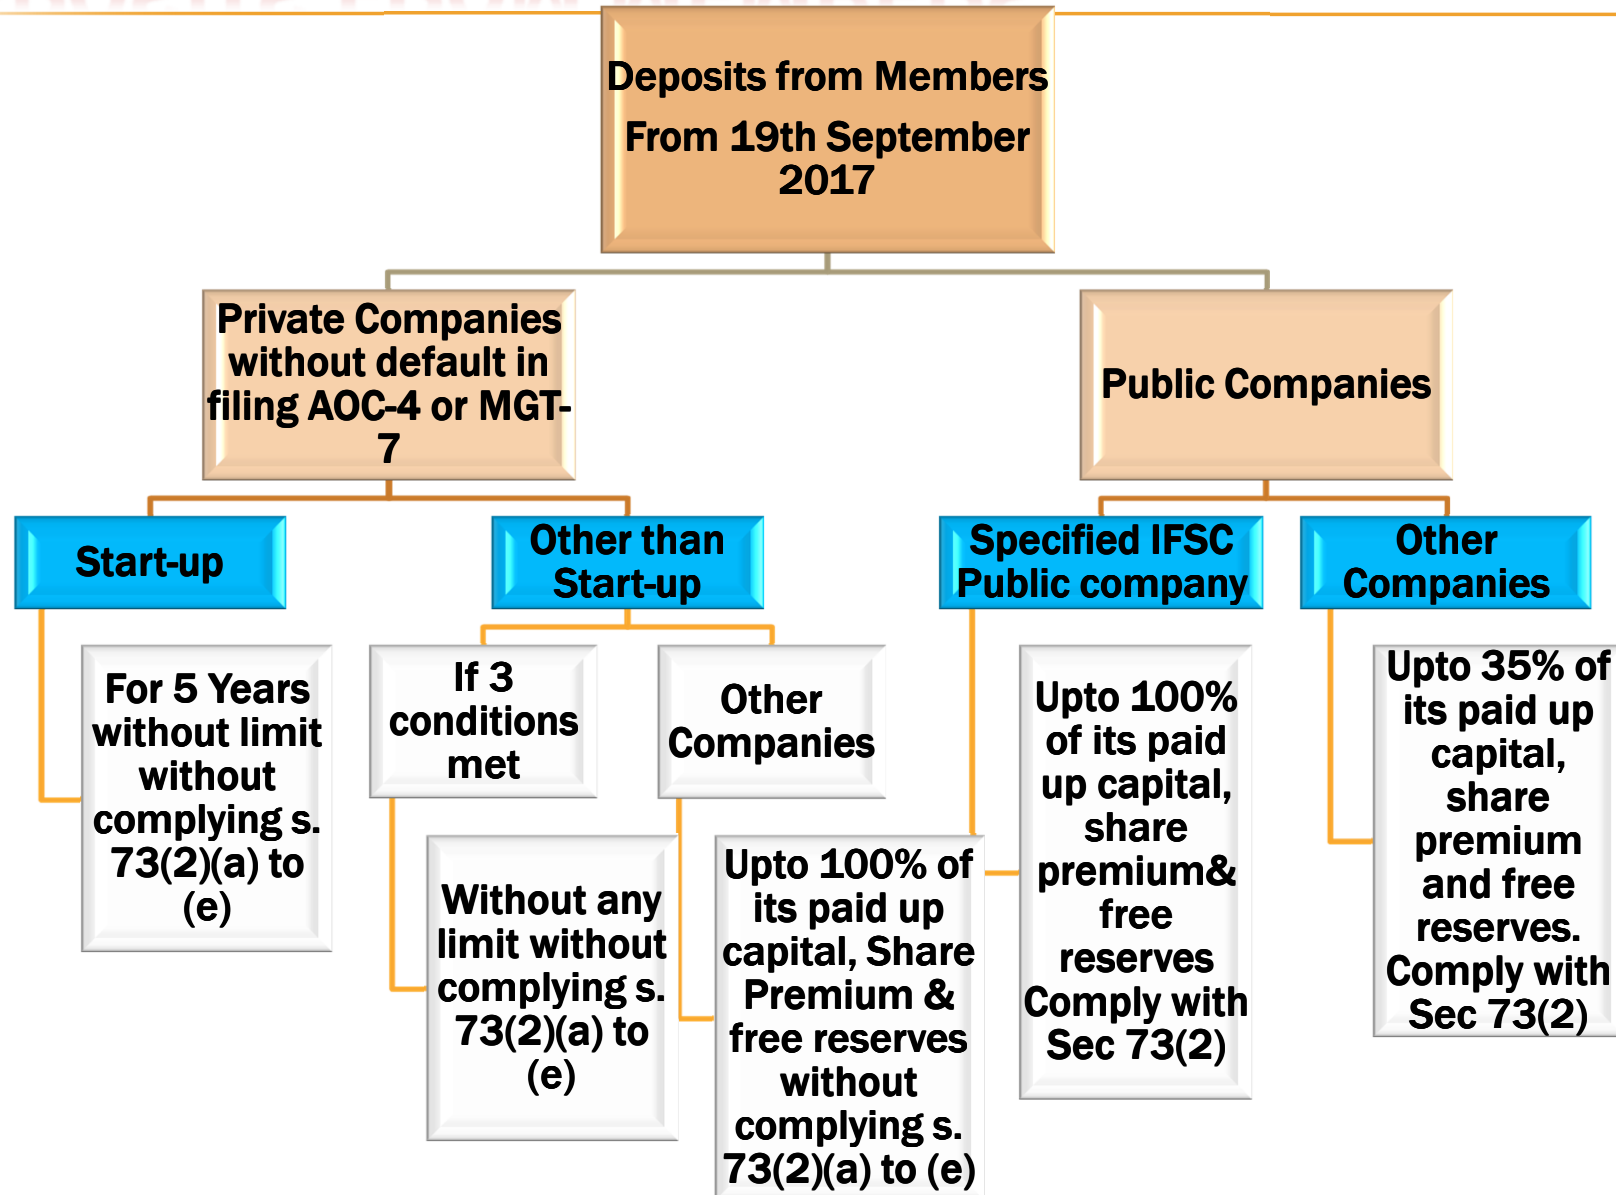 Deposits from Members
From 19th September
2017
Private Companies
without default in
filing AOC-4 or MGT-
7
Public Companies
Start-up
Other than
Start-up
Specified IFSC
Public company
Other
Companies
For 5 Years
without limit
without
complying s.
73(2)(a) to
(e)
If 3
conditions
met
Other
Companies
Without any
limit without
complying s.
73(2)(a) to
(e)
Upto 100% of
its paid up
capital, Share
Premium &
free reserves
without
complying s.
73(2)(a) to (e)
Upto 100%
of its paid
up capital,
share
premium&
free
reserves
Comply with
Sec 73(2)
Upto 35% of
its paid up
capital,
share
premium
and free
reserves.
Comply with
Sec 73(2)